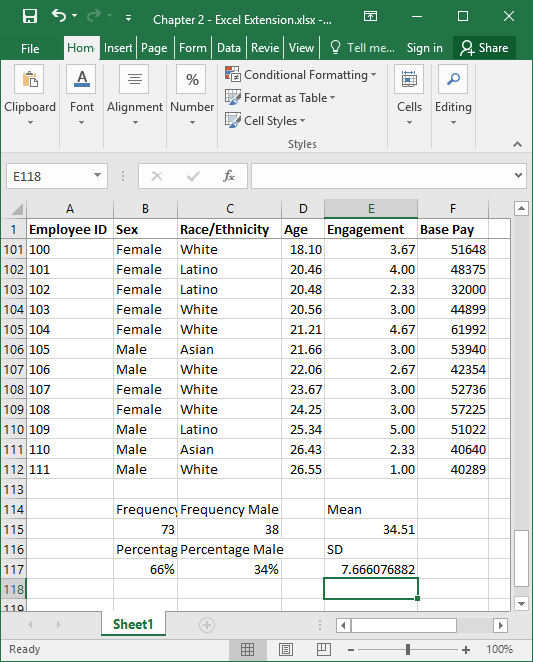 Chapter 2 - Excel Extension.xlsx -...
File Hom Insert Page Form Data Revie View Tell me... Sign in Share
Clipboard Font Alignment % Number Conditional Formatting Format as Table Cell Styles Cells Editing
Styles
E118 fx
A B C D E F
1 Employee ID Sex Race/Ethnicity Age Engagement Base Pay
101 100 Female White 18.10 3.67 51648
102 101 Female Latino 20.46 4.00 48375
103 102 Female Latino 20.48 2.33 32000
104 103 Female White 20.56 3.00 44899
105 104 Female White 21.21 4.67 61992
106 105 Male Asian 21.66 3.00 53940
107 106 Male White 22.06 2.67 42354
108 107 Female White 23.67 3.00 52736
109 108 Female White 24.25 3.00 57225
110 109 Male Latino 25.34 5.00 51022
111 110 Male Asian 26.43 2.33 40640
112 111 Male White 26.55 1.00 40289
113
114 Frequency Frequency Male Mean
115 73 38 34.51
116 Percentag Percentage Male SD
117 66% 34% 7.666076882
118
119
Sheet1
Ready 100%